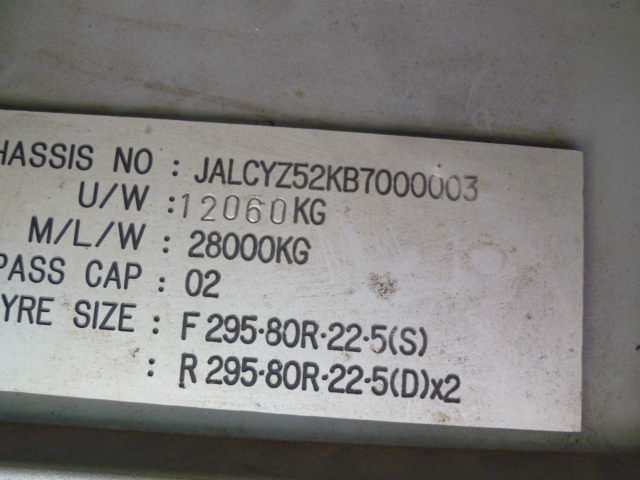 HASSIS NO : JALCYZ52KB7000003
U/W : 12060KG
M/L/W : 28000KG
PASS CAP : 02
YRE SIZE : F 295·80R·22·5(S)
: R 295·80R·22·5(D)x2